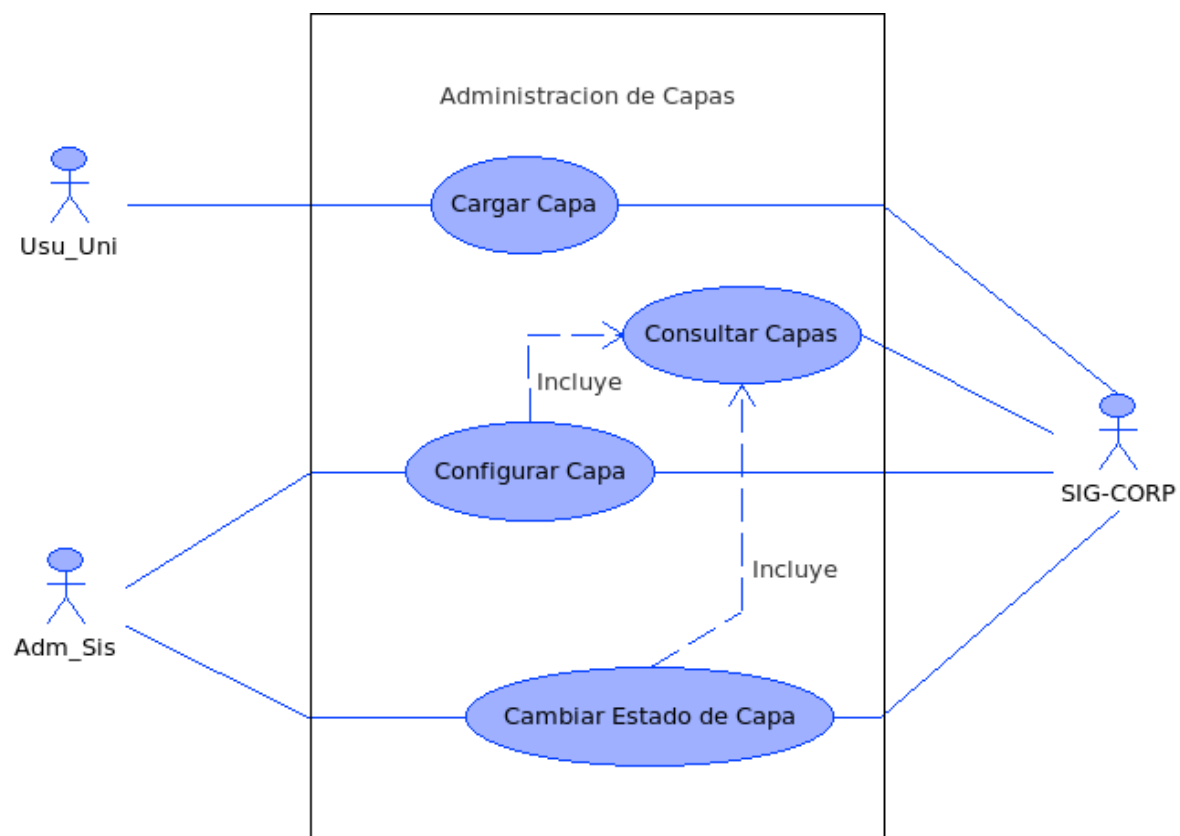 Administracion de Capas
Cargar Capa
Usu_Uni
Consultar Capas
Incluye
Configurar Capa
SIG-CORP
Incluye
Adm_Sis
Cambiar Estado de Capa